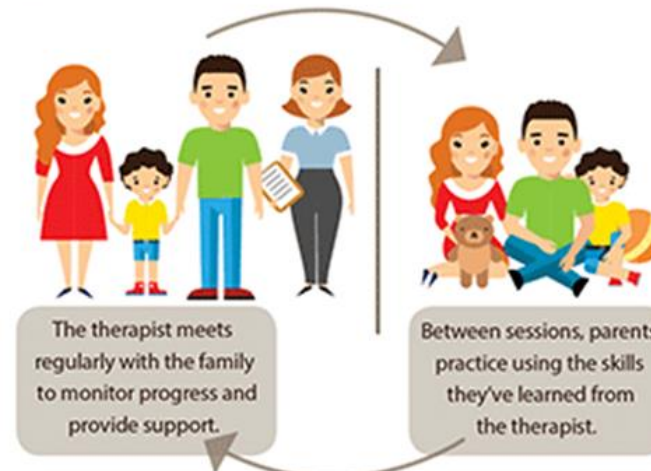 The therapist meets
regularly with the family
to monitor progress and
provide support.
Between sessions, parents
practice using the skills
they've learned from
the therapist.